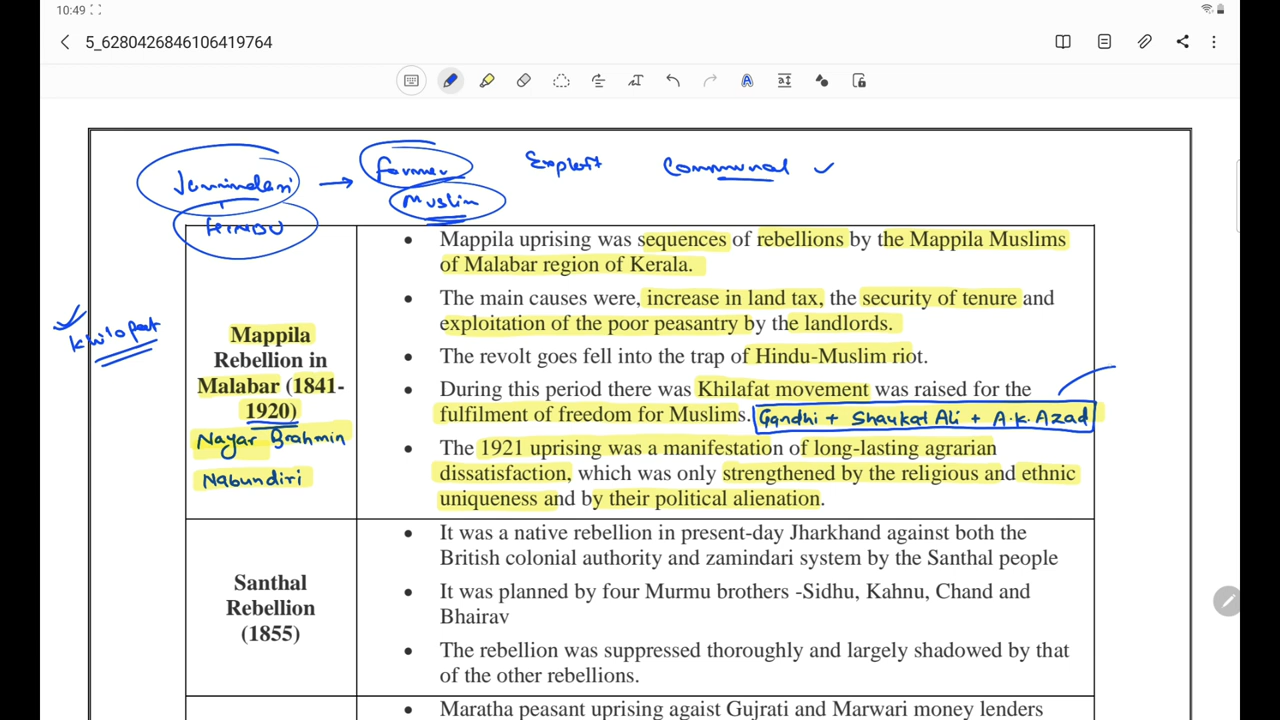 10:49
5_6280426846106419764
Jamindari → farmer Exploit Communal ✓
HINDU Muslim
• Mappila uprising was sequences of rebellions by the Mappila Muslims
of Malabar region of Kerala.
• The main causes were, increase in land tax, the security of tenure and
exploitation of the poor peasantry by the landlords.
• The revolt goes fell into the trap of Hindu-Muslim riot.
• During this period there was Khilafat movement was raised for the
fulfilment of freedom for Muslims. Gandhi + Shaukat Ali + A.K. Azad
• The 1921 uprising was a manifestation of long-lasting agrarian
dissatisfaction, which was only strengthened by the religious and ethnic
uniqueness and by their political alienation.
Mappila
Rebellion in
Malabar (1841-
1920)
Nayar Brahmin
Nabundiri
• It was a native rebellion in present-day Jharkhand against both the
British colonial authority and zamindari system by the Santhal people
• It was planned by four Murmu brothers -Sidhu, Kahnu, Chand and
Bhairav
• The rebellion was suppressed thoroughly and largely shadowed by that
of the other rebellions.
Santhal
Rebellion
(1855)
• Maratha peasant uprising agaist Gujrati and Marwari money lenders